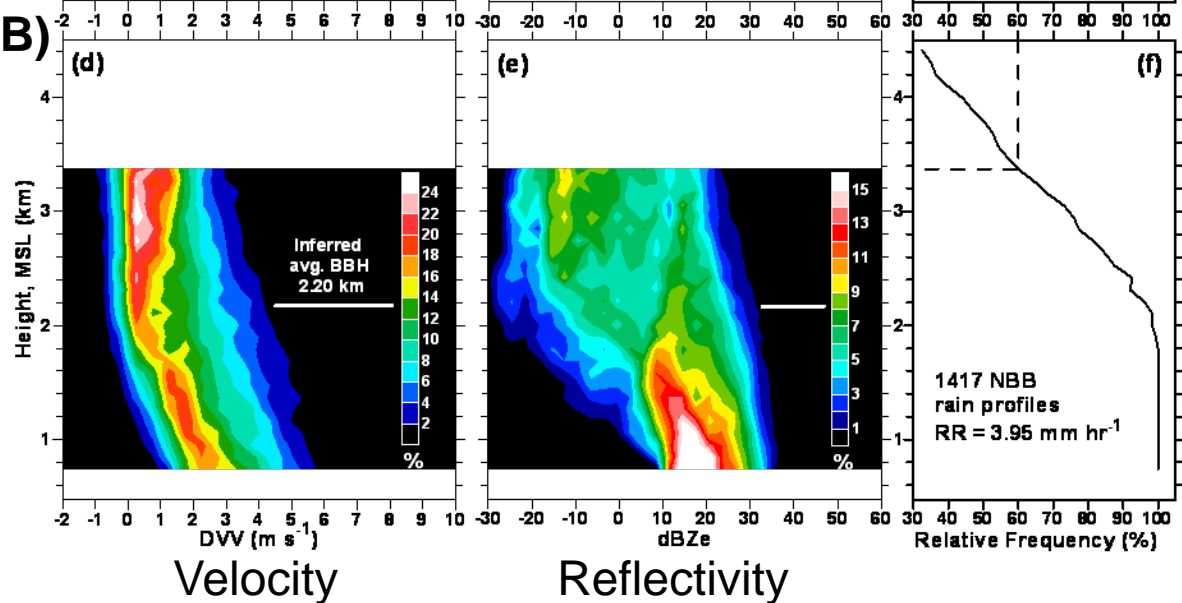 -2 -1 0 1 2 3 4 5 6 7 8 9 10
-30 -20 -10 0 10 20 30 40 50 60
30 40 50 60 70 80 90 100
B)
(d)
(e)
(f)
4
3
2
1
Height, MSL (km)
24
22
20
18
16
14
12
10
8
6
4
2
%
Inferred
avg. BBH
2.20 km
15
13
11
9
7
5
3
1
%
4
3
2
1
1417 NBB
rain profiles
RR = 3.95 mm hr-1
-2 -1 0 1 2 3 4 5 6 7 8 9 10
-30 -20 -10 0 10 20 30 40 50 60
30 40 50 60 70 80 90 100
DVV (m s-1)
dBZe
Relative Frequency (%)
Velocity
Reflectivity